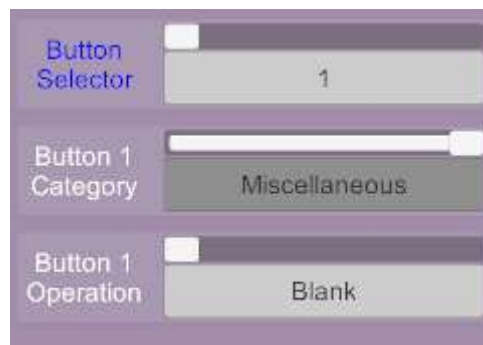 Button
Selector
1
Button 1
Category
Miscellaneous
Button 1
Operation
Blank